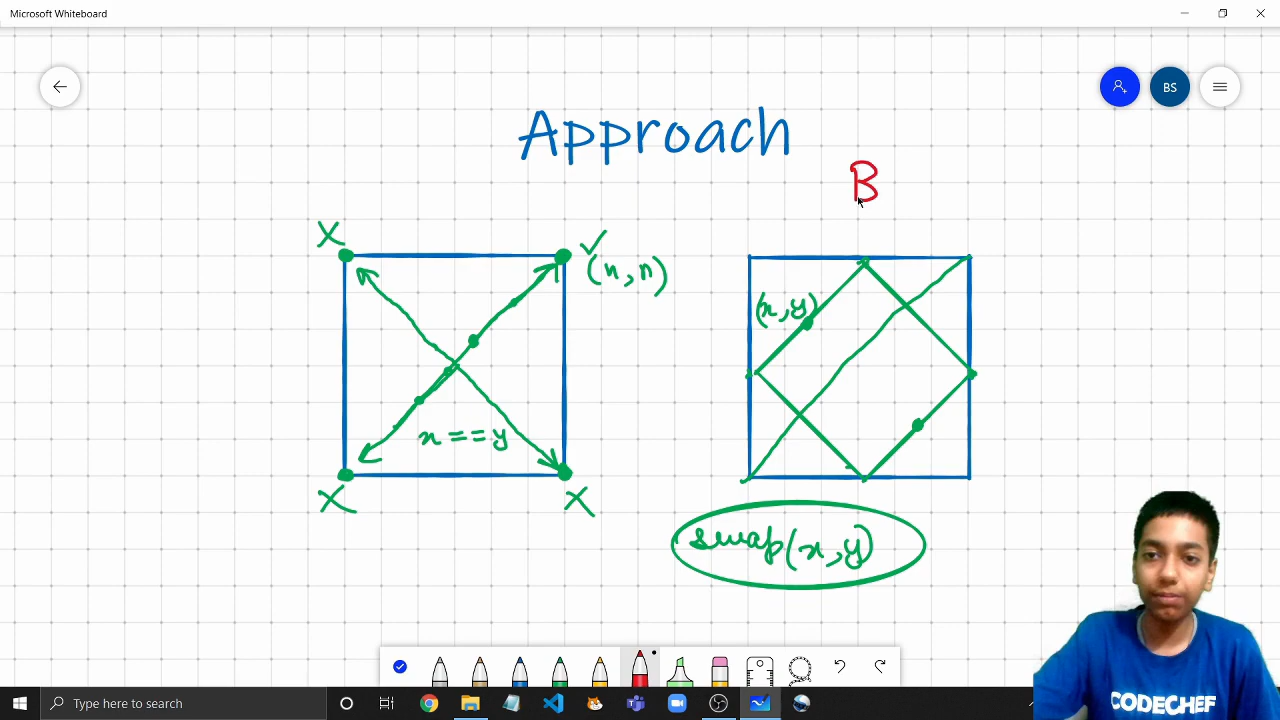 Microsoft Whiteboard
BS
Approach
B
X
✓
(n, n)
(x, y)
x == y
X
X
swap(x, y)
CODECHEF
Type here to search